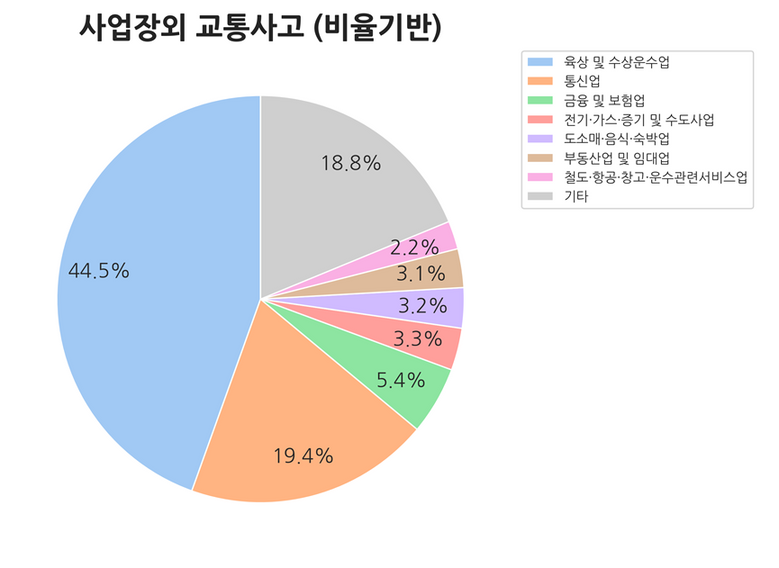 사업장외 교통사고 (비율기반)
육상 및 수상운수업
통신업
금융 및 보험업
전기·가스·증기 및 수도사업
도소매·음식·숙박업
부동산업 및 임대업
철도·항공·창고·운수관련서비스업
기타
18.8%
2.2%
44.5%
3.1%
3.2%
3.3%
5.4%
19.4%